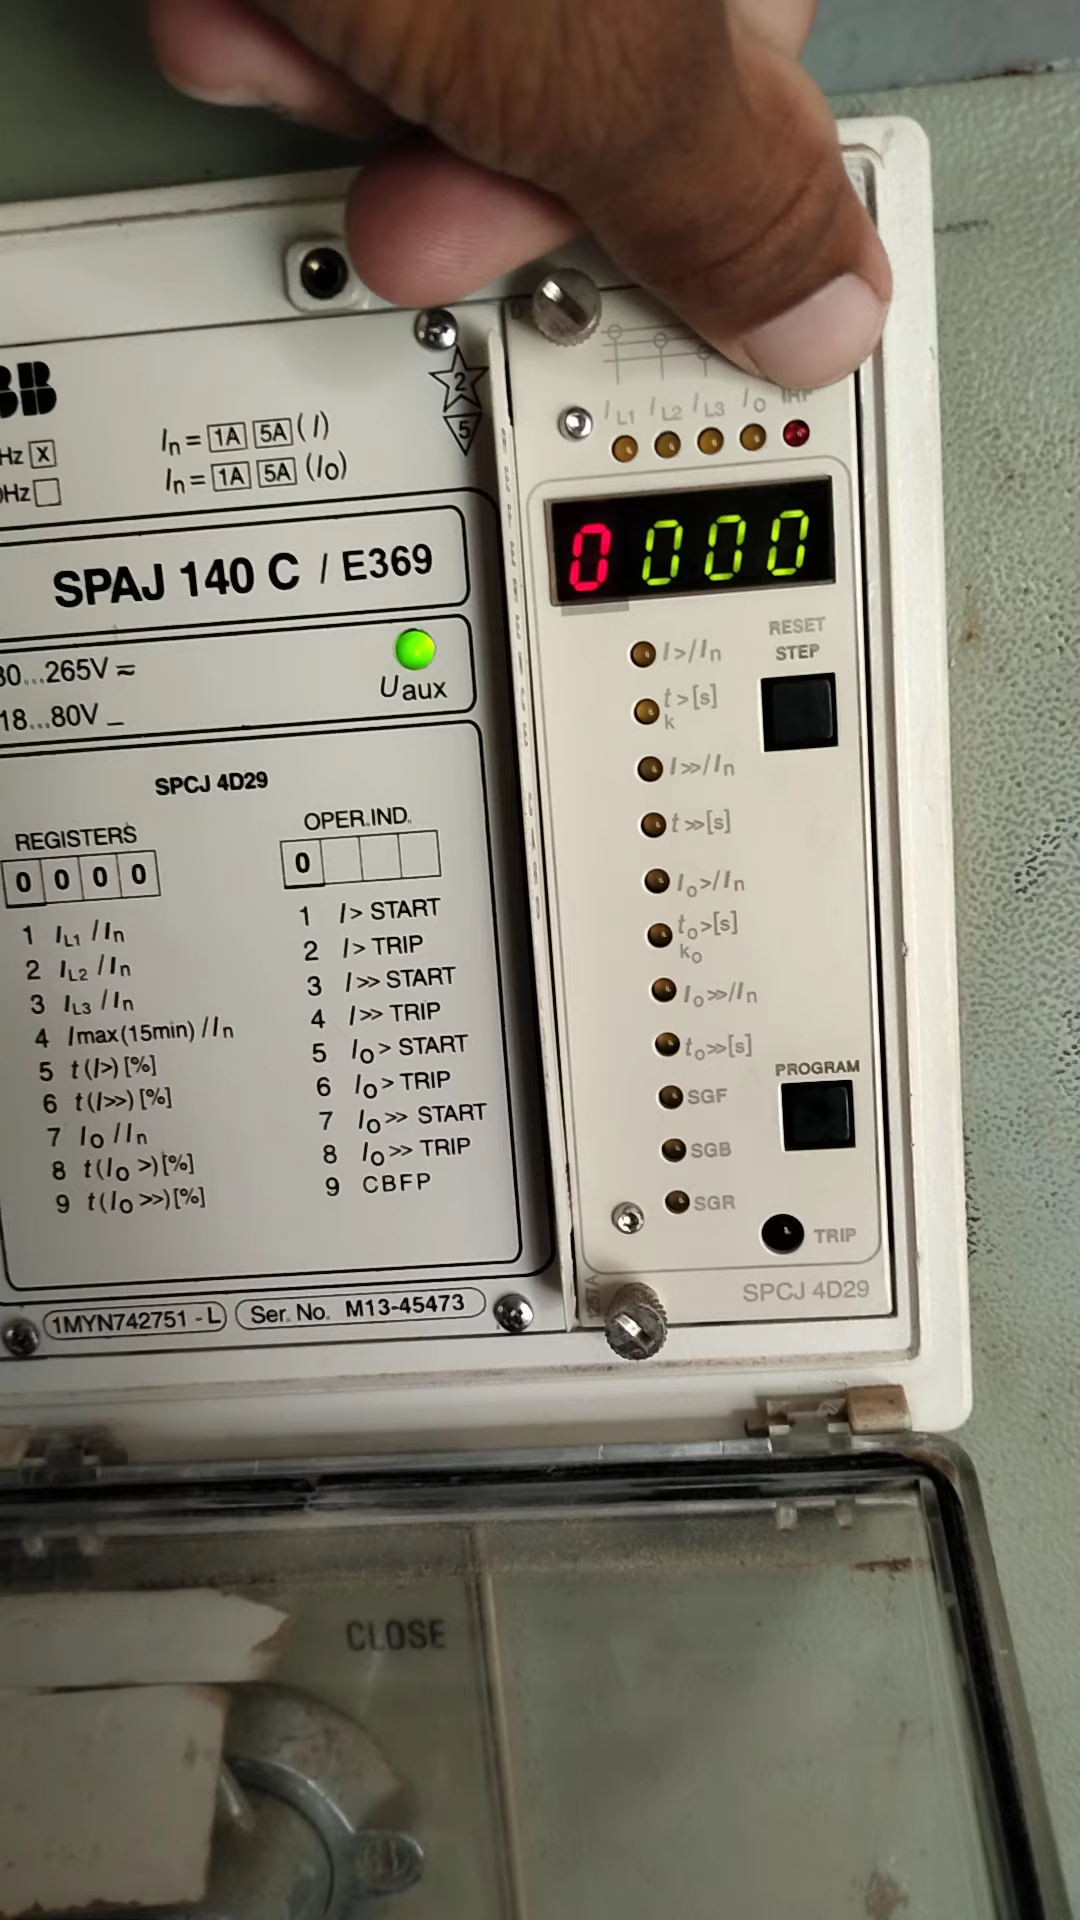 BB
Hz X
0Hz
In = 1A 5A (I)
In = 1A 5A (Io)
2
5
SPAJ 140 C / E369
80...265V
18...80V
Uaux
SPCJ 4D29
REGISTERS
0 0 0 0
1 IL1 /In
2 IL2 /In
3 IL3 /In
4 Imax(15min) /In
5 t(I>)[%]
6 t(I>>)[%]
7 Io /In
8 t(Io >)[%]
9 t(Io >>)[%]
OPER.IND.
0
1 I> START
2 I> TRIP
3 I>> START
4 I>> TRIP
5 Io> START
6 Io> TRIP
7 Io>> START
8 Io>> TRIP
9 CBFP
1MYN742751 - L
Ser. No. M13-45473
IL1 IL2 IL3 Io IRF
0 000
RESET
STEP
I>/In
t>[s]
k
I>>/In
t>>[s]
Io>/In
to>[s]
ko
Io>>/In
to>>[s]
PROGRAM
SGF
SGB
SGR
TRIP
SPCJ 4D29
CLOSE